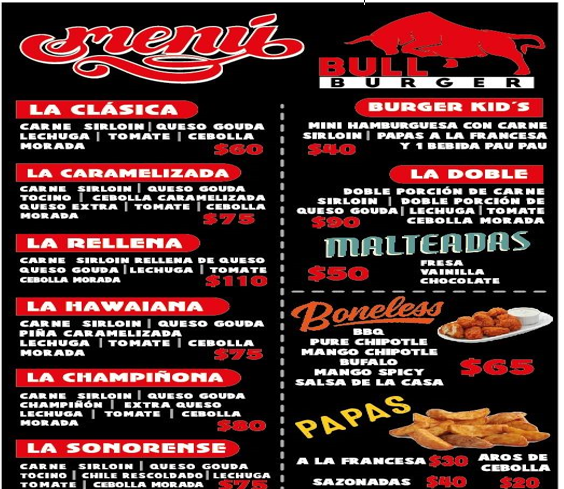 menú
BULL
BURGER
LA CLÁSICA
CARNE SIRLOIN | QUESO GOUDA
LECHUGA | TOMATE | CEBOLLA
MORADA
$60
LA CARAMELIZADA
CARNE SIRLOIN | QUESO GOUDA
TOCINO | CEBOLLA CARAMELIZADA
QUESO EXTRA | TOMATE | CEBOLLA
MORADA
$75
LA RELLENA
CARNE SIRLOIN RELLENA DE QUESO
QUESO GOUDA | LECHUGA | TOMATE
CEBOLLA MORADA
$110
LA HAWAIANA
CARNE SIRLOIN | QUESO GOUDA
PIÑA CARAMELIZADA
LECHUGA | TOMATE | CEBOLLA
MORADA
$75
LA CHAMPIÑONA
CARNE SIRLOIN | QUESO GOUDA
CHAMPIÑÓN | EXTRA QUESO
LECHUGA | TOMATE | CEBOLLA
MORADA
$80
LA SONORENSE
CARNE SIRLOIN | QUESO GOUDA
TOCINO | CHILE RESCOLDADO | LECHUGA
TOMATE | CEBOLLA MORADA
$75
BURGER KID´S
MINI HAMBURGUESA CON CARNE
SIRLOIN | PAPAS A LA FRANCESA
$40 Y 1 BEBIDA PAU PAU
LA DOBLE
DOBLE PORCIÓN DE CARNE
SIRLOIN | DOBLE PORCIÓN DE
QUESO GOUDA | LECHUGA | TOMATE
$90 CEBOLLA MORADA
MALTEADAS
FRESA
$50 VAINILLA
CHOCOLATE
Boneless
BBQ
PURE CHIPOTLE
MANGO CHIPOTLE
BUFALO
MANGO SPICY
SALSA DE LA CASA
$65
PAPAS
A LA FRANCESA $30
SAZONADAS $40
AROS DE
CEBOLLA
$20